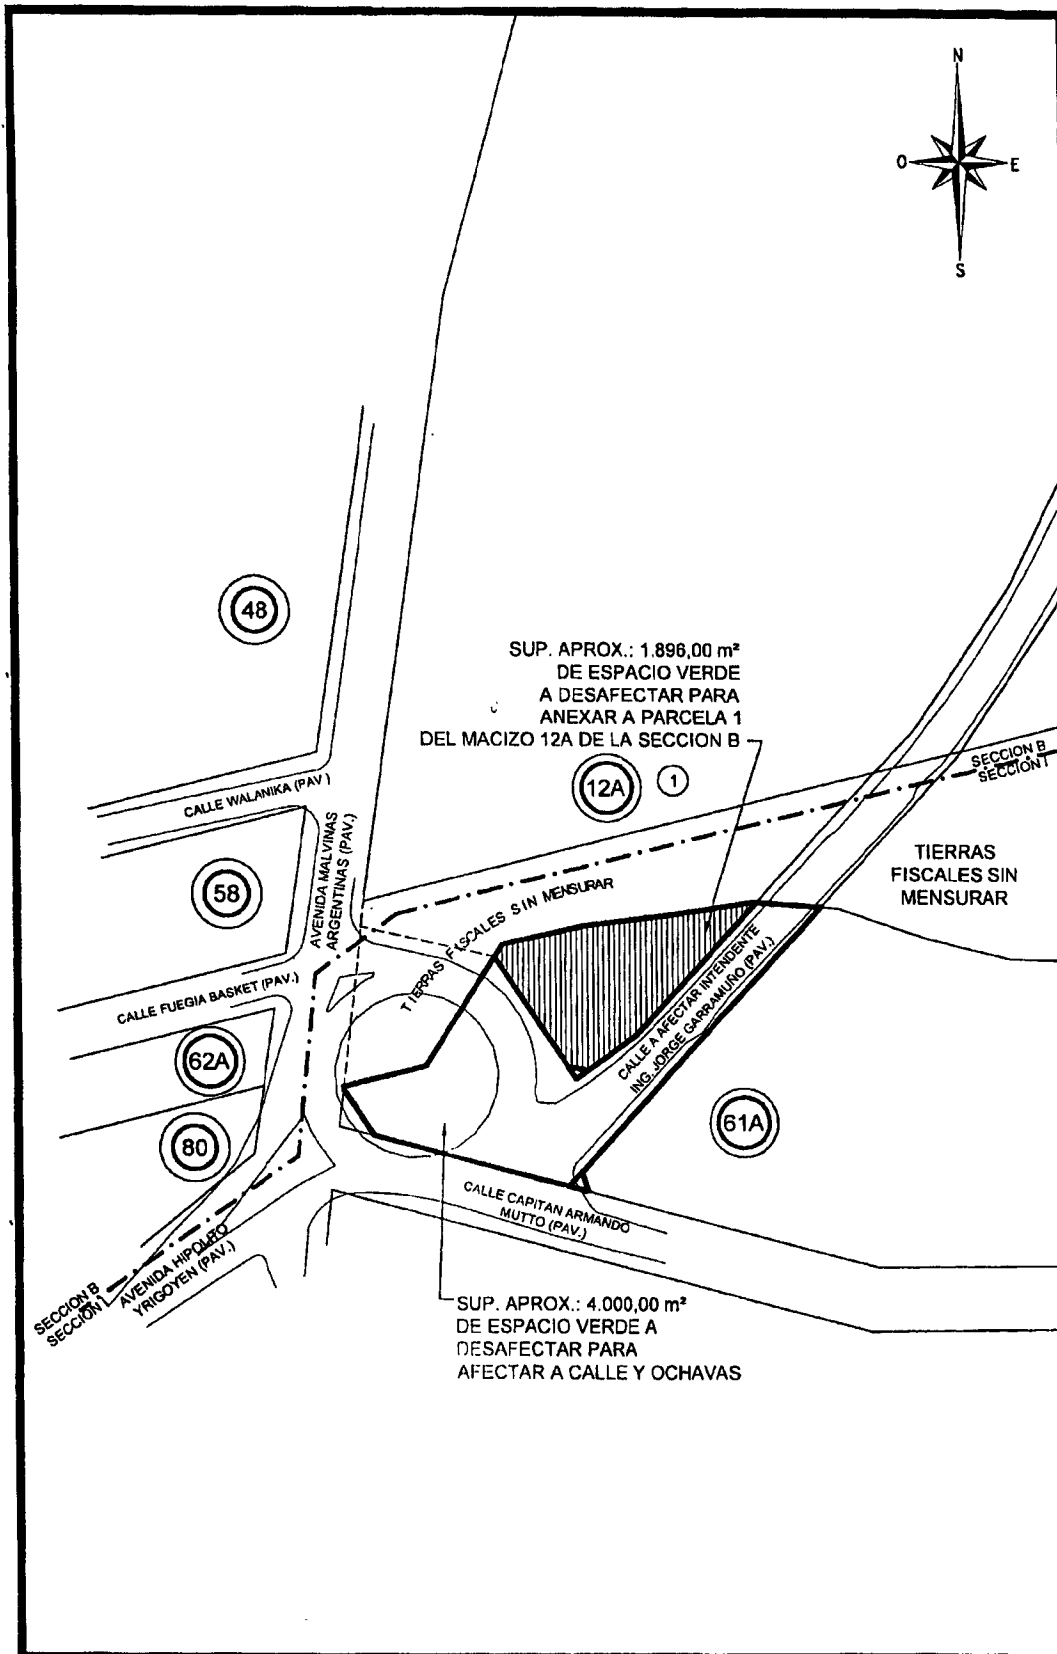 N
O
E
S
48
SUP. APROX.: 1.896,00 m²
DE ESPACIO VERDE
A DESAFECTAR PARA
ANEXAR A PARCELA 1
DEL MACIZO 12A DE LA SECCION B
12A
1
SECCION B
SECCION I
CALLE WALANIKA (PAV.)
AVENIDA MALVINAS
ARGENTINAS (PAV.)
TIERRAS
FISCALES SIN
MENSURAR
58
TIERRAS FISCALES SIN MENSURAR
CALLE FUEGIA BASKET (PAV.)
CALLE A AFECTAR INTENDENTE
ING. JORGE GARRAMUÑO (PAV.)
62A
61A
80
CALLE CAPITAN ARMANDO
MUTTO (PAV.)
SECCION B
SECCION I
AVENIDA HIPOLITO
YRIGOYEN (PAV.)
SUP. APROX.: 4.000,00 m²
DE ESPACIO VERDE A
DESAFECTAR PARA
AFECTAR A CALLE Y OCHAVAS